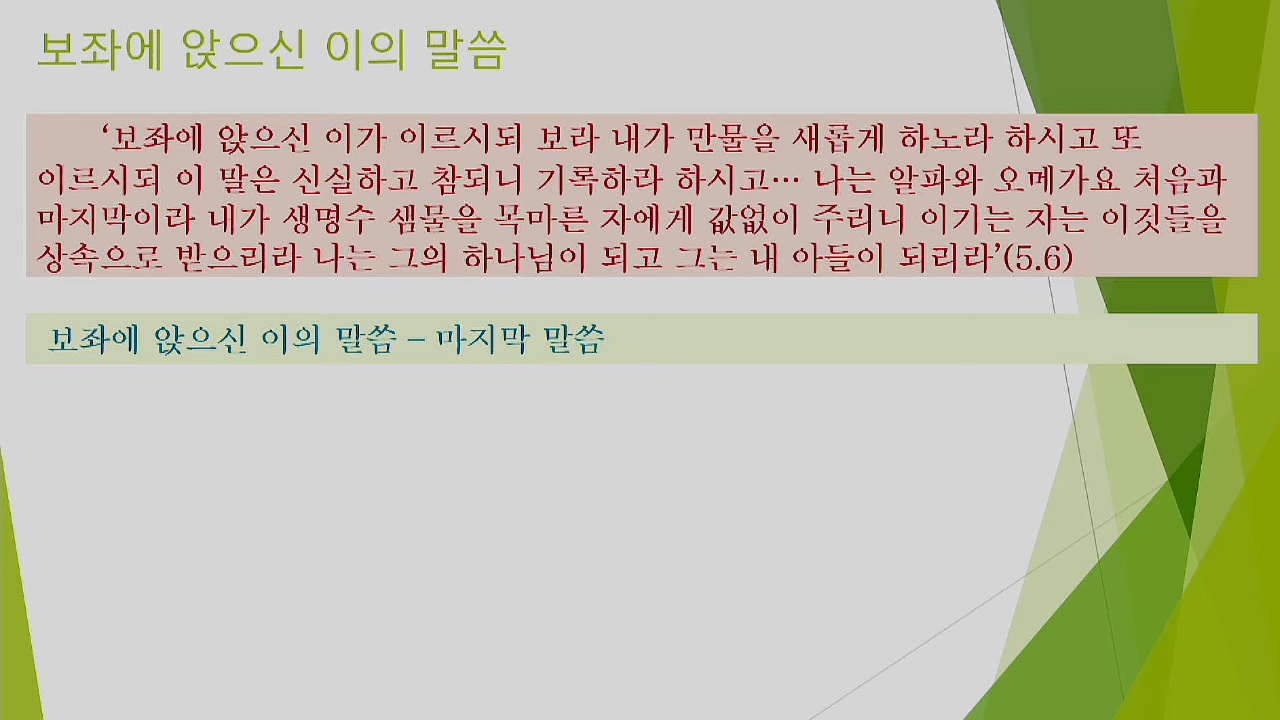 보좌에 앉으신 이의 말씀
‘보좌에 앉으신 이가 이르시되 보라 내가 만물을 새롭게 하노라 하시고 또
이르시되 이 말은 신실하고 참되니 기록하라 하시고… 나는 알파와 오메가요 처음과
마지막이라 내가 생명수 샘물을 목마른 자에게 값없이 주리니 이기는 자는 이것들을
상속으로 받으리라 나는 그의 하나님이 되고 그는 내 아들이 되리라’(5.6)
보좌에 앉으신 이의 말씀 – 마지막 말씀